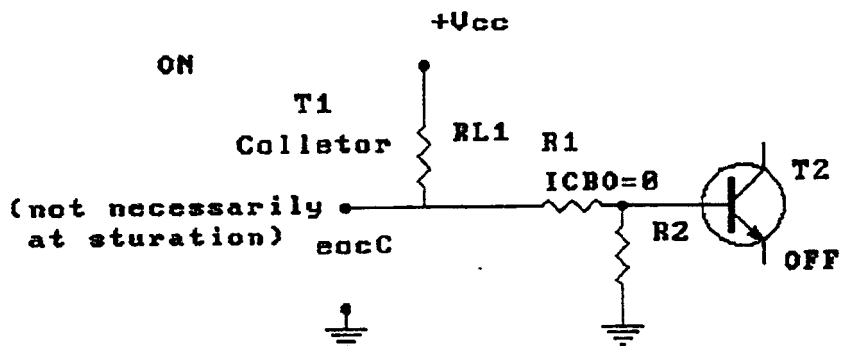 +Vcc
ON
T1
Colletor
RL1
R1
ICBO=0
T2
(not necessarily
at sturation)
eocC
R2
OFF